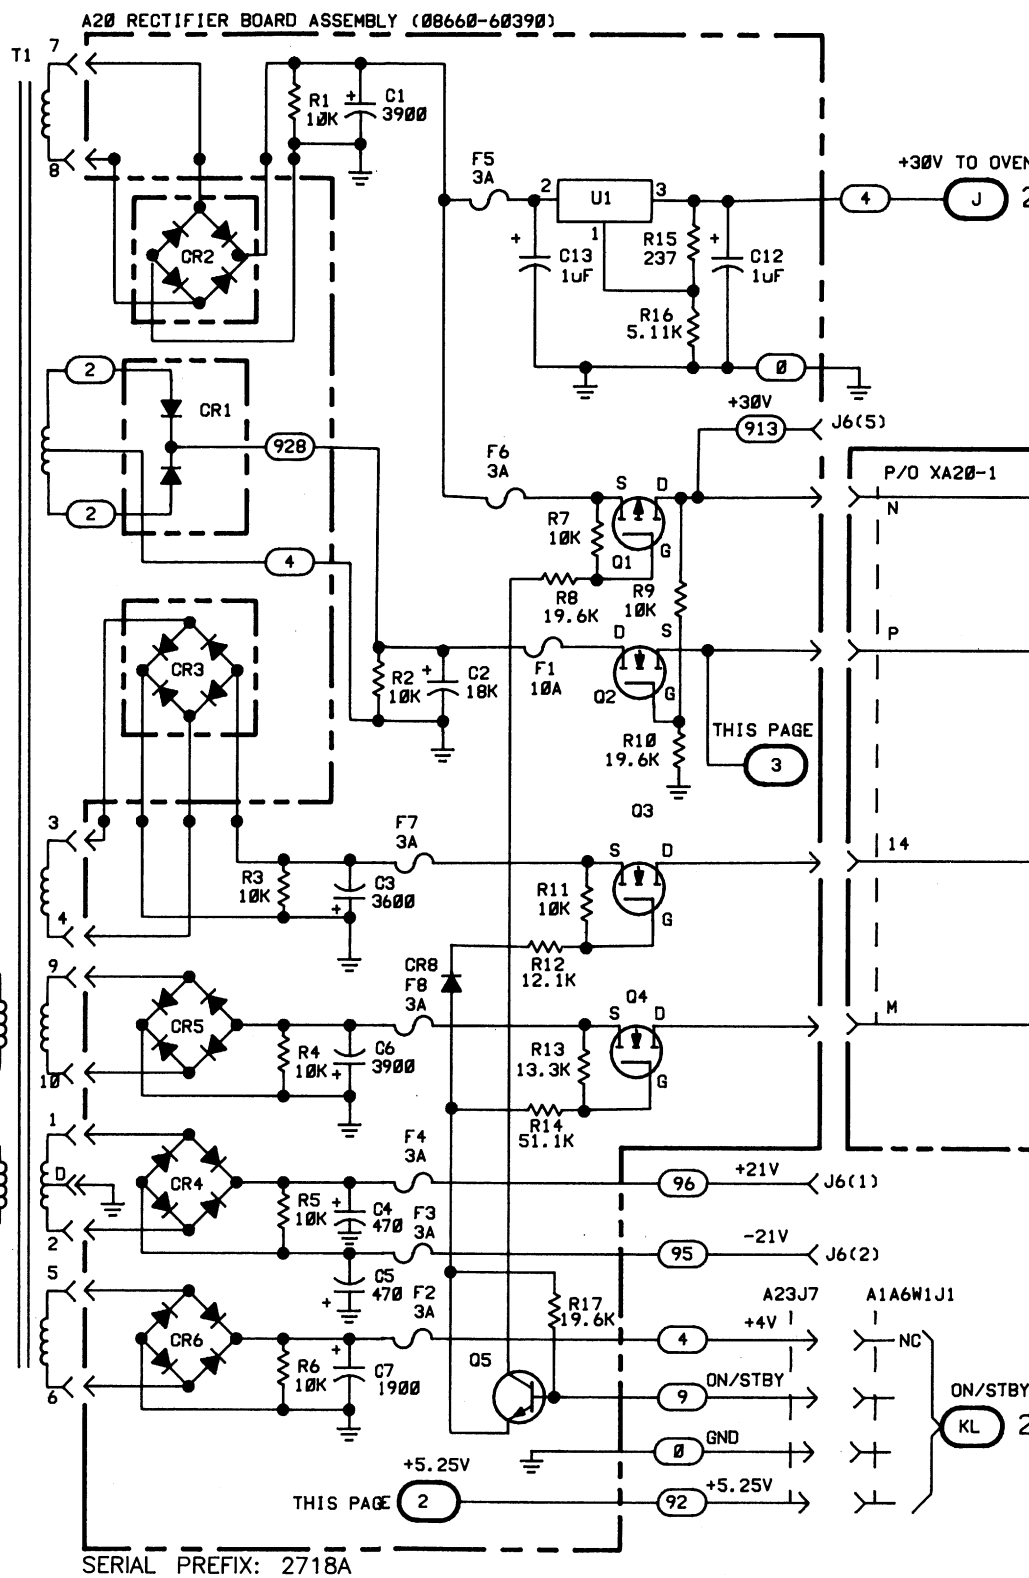 A20 RECTIFIER BOARD ASSEMBLY (08660-60390)
T1
7
8
R1
10K
+
C1
3900
CR2
F5
3A
2
U1
3
1
+
C13
1uF
R15
237
+
C12
1uF
R16
5.11K
4
+30V TO OVEN
J
2
0
2
CR1
928
2
4
+30V
913
J6(5)
F6
3A
P/O XA20-1
S
D
N
R7
10K
G
Q1
R8
19.6K
R9
10K
CR3
D
S
P
R2
10K
+
C2
18K
F1
10A
Q2
G
R10
19.6K
THIS PAGE
3
Q3
3
4
F7
3A
S
D
14
R3
10K
C3
3600
+
R11
10K
G
R12
12.1K
9
10
CR5
CR8
F8
3A
Q4
S
D
M
R4
10K
C6
3900
+
R13
13.3K
G
R14
51.1K
1
D
2
CR4
F4
3A
96
+21V
J6(1)
R5
10K
+
C4
470
F3
3A
95
-21V
J6(2)
5
6
CR6
C5
470
+
F2
3A
R17
19.6K
A23J7
A1A6W1J1
4
+4V
NC
R6
10K
+
C7
1900
Q5
9
ON/STBY
ON/STBY
KL
2
0
GND
+5.25V
THIS PAGE
2
92
+5.25V
SERIAL PREFIX: 2718A